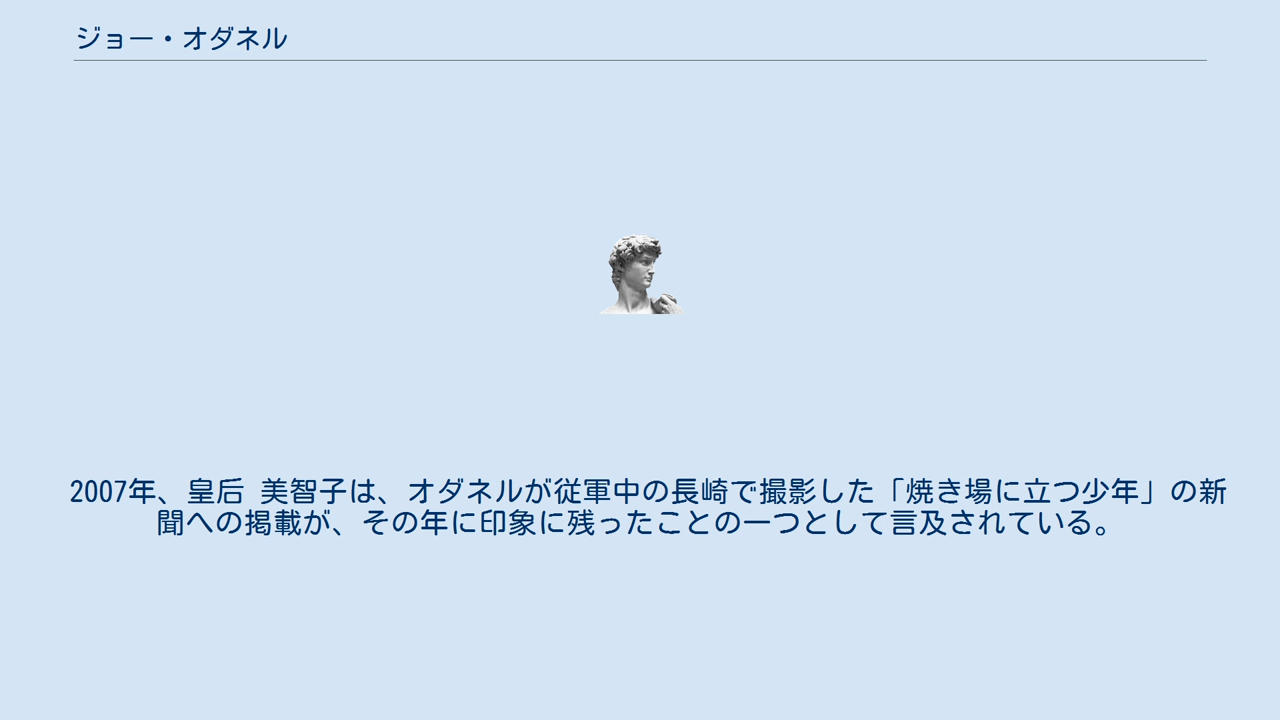 ジョー・オダネル
2007年、皇后 美智子は、オダネルが従軍中の長崎で撮影した「焼き場に立つ少年」の新
聞への掲載が、その年に印象に残ったことの一つとして言及されている。